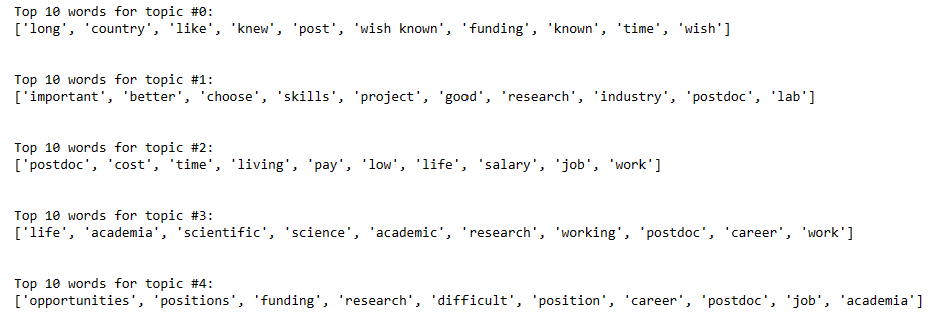 Top 10 words for topic #0:
['long', 'country', 'like', 'knew', 'post', 'wish known', 'funding', 'known', 'time', 'wish']
Top 10 words for topic #1:
['important', 'better', 'choose', 'skills', 'project', 'good', 'research', 'industry', 'postdoc', 'lab']
Top 10 words for topic #2:
['postdoc', 'cost', 'time', 'living', 'pay', 'low', 'life', 'salary', 'job', 'work']
Top 10 words for topic #3:
['life', 'academia', 'scientific', 'science', 'academic', 'research', 'working', 'postdoc', 'career', 'work']
Top 10 words for topic #4:
['opportunities', 'positions', 'funding', 'research', 'difficult', 'position', 'career', 'postdoc', 'job', 'academia']